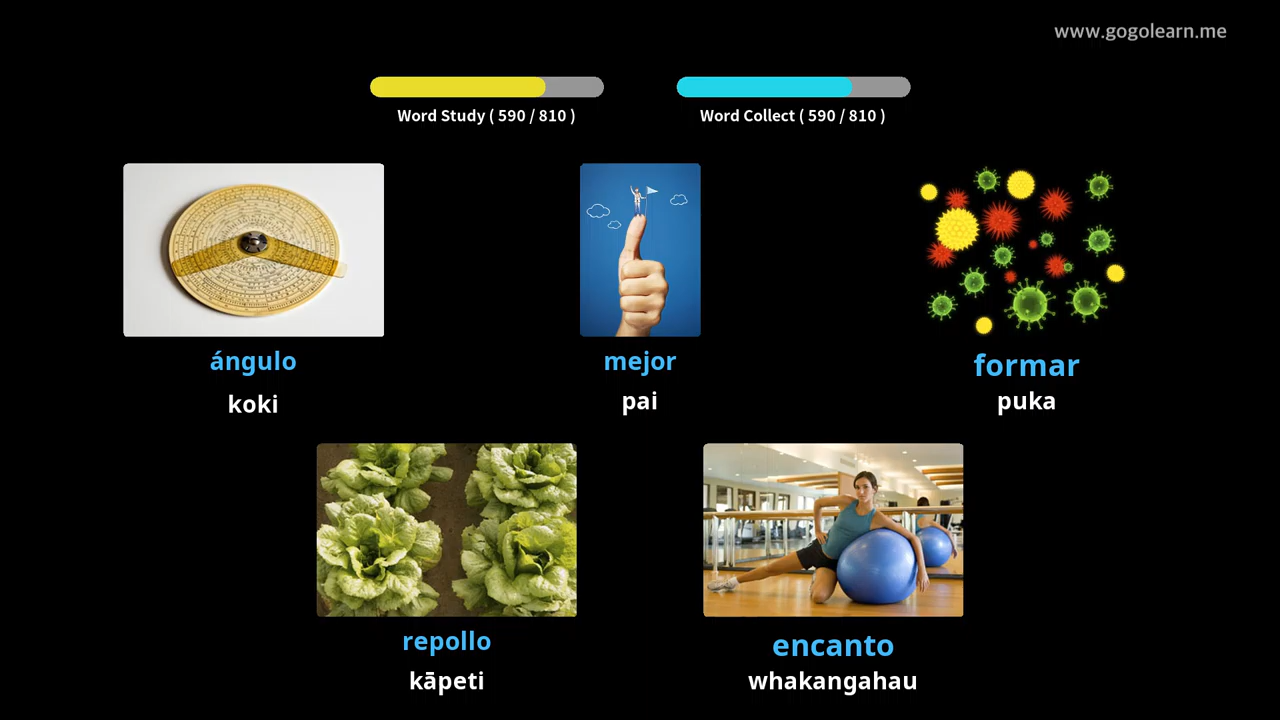 www.gogolearn.me
Word Study ( 590 / 810 )
Word Collect ( 590 / 810 )
ángulo
koki
mejor
pai
formar
puka
repollo
kāpeti
encanto
whakangahau